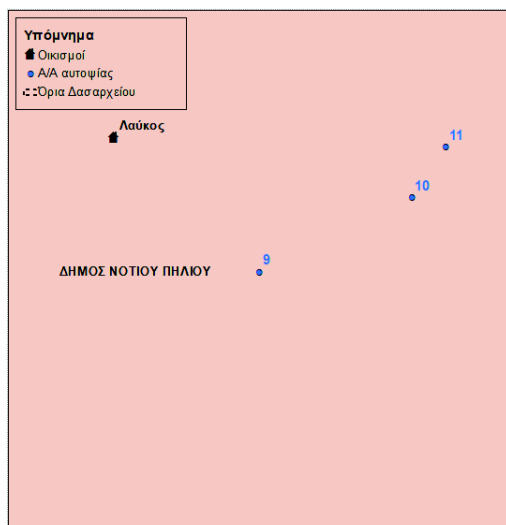 Υπόμνημα
Οικισμοί
Α/Α αυτοψίας
Όρια Δασαρχείου
Λαύκος
11
10
9
ΔΗΜΟΣ ΝΟΤΙΟΥ ΠΗΛΙΟΥ